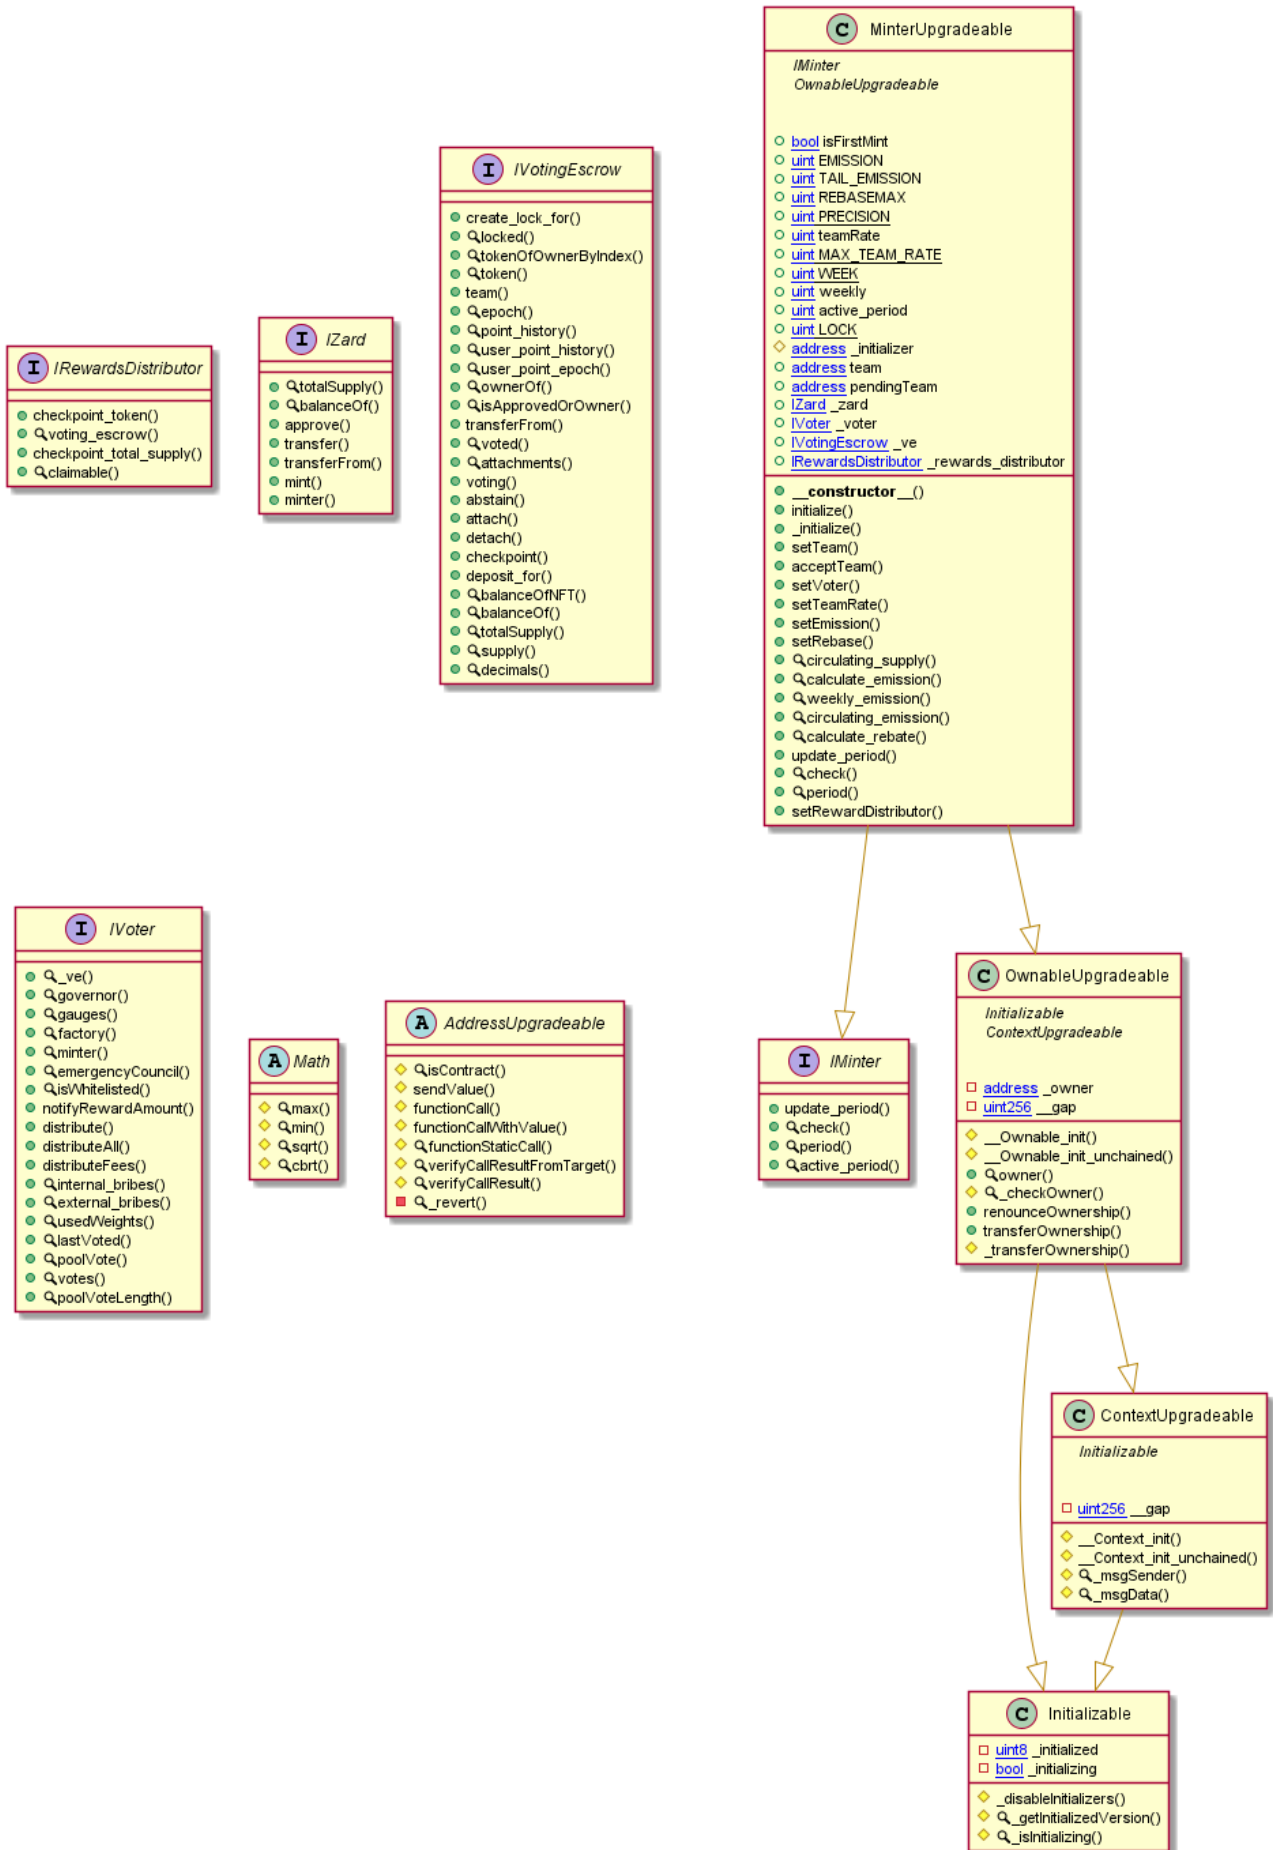 C MinterUpgradeable
IMinter
OwnableUpgradeable
bool isFirstMint
uint EMISSION
uint TAIL_EMISSION
uint REBASEMAX
uint PRECISION
uint teamRate
uint MAX_TEAM_RATE
uint WEEK
uint weekly
uint active_period
uint LOCK
address _initializer
address team
address pendingTeam
IZard _zard
IVoter _voter
IVotingEscrow _ve
IRewardsDistributor _rewards_distributor
__constructor__()
initialize()
_initialize()
setTeam()
acceptTeam()
setVoter()
setTeamRate()
setEmission()
setRebase()
circulating_supply()
calculate_emission()
weekly_emission()
circulating_emission()
calculate_rebate()
update_period()
check()
period()
setRewardDistributor()
I IVotingEscrow
create_lock_for()
locked()
tokenOfOwnerByIndex()
token()
team()
epoch()
point_history()
user_point_history()
user_point_epoch()
ownerOf()
isApprovedOrOwner()
transferFrom()
voted()
attachments()
voting()
abstain()
attach()
detach()
checkpoint()
deposit_for()
balanceOfNFT()
balanceOf()
totalSupply()
supply()
decimals()
I IZard
totalSupply()
balanceOf()
approve()
transfer()
transferFrom()
mint()
minter()
I IRewardsDistributor
checkpoint_token()
voting_escrow()
checkpoint_total_supply()
claimable()
I IVoter
_ve()
governor()
gauges()
factory()
minter()
emergencyCouncil()
isWhitelisted()
notifyRewardAmount()
distribute()
distributeAll()
distributeFees()
internal_bribes()
external_bribes()
usedWeights()
lastVoted()
poolVote()
votes()
poolVoteLength()
A Math
max()
min()
sqrt()
cbrt()
A AddressUpgradeable
isContract()
sendValue()
functionCall()
functionCallWithValue()
functionStaticCall()
verifyCallResultFromTarget()
verifyCallResult()
_revert()
I IMinter
update_period()
check()
period()
active_period()
C OwnableUpgradeable
Initializable
ContextUpgradeable
address _owner
uint256 __gap
__Ownable_init()
__Ownable_init_unchained()
owner()
_checkOwner()
renounceOwnership()
transferOwnership()
_transferOwnership()
C ContextUpgradeable
Initializable
uint256 __gap
__Context_init()
__Context_init_unchained()
_msgSender()
_msgData()
C Initializable
uint8 _initialized
bool _initializing
_disableInitializers()
_getInitializedVersion()
_isInitializing()